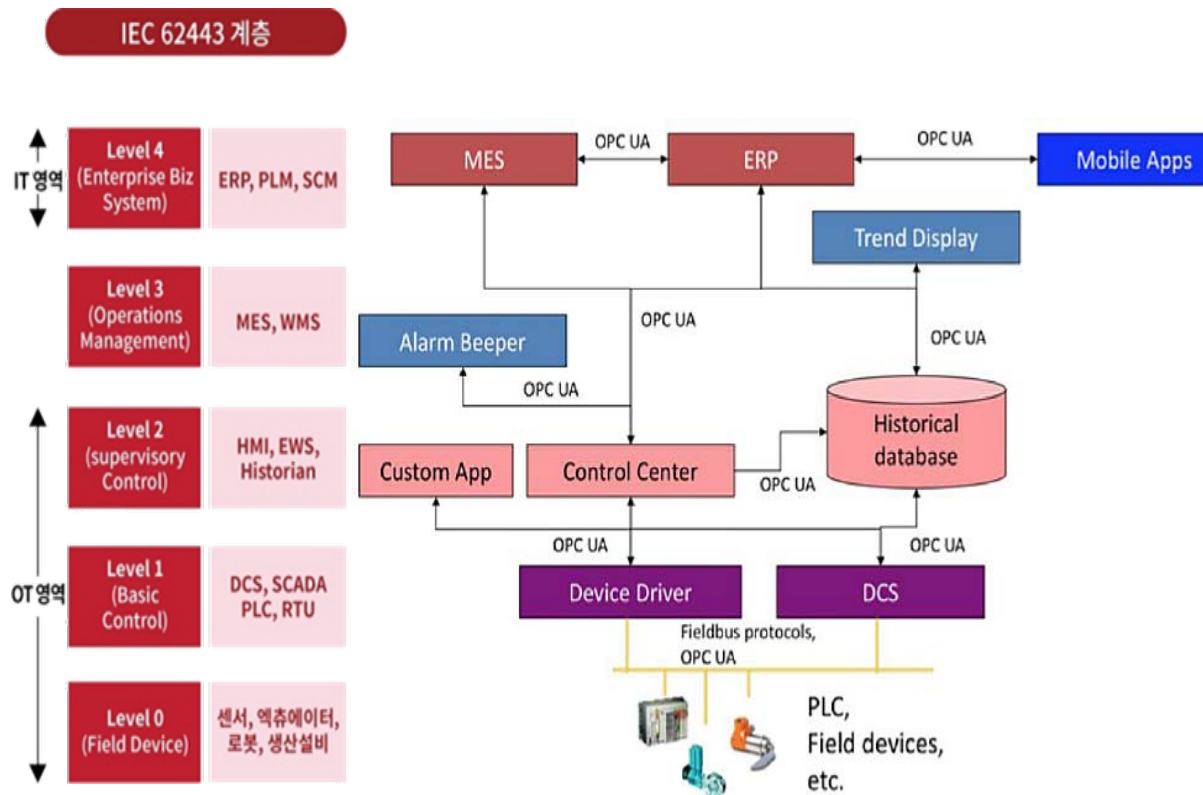 IEC 62443 계층
IT 영역
Level 4
(Enterprise Biz
System)
ERP, PLM, SCM
Level 3
(Operations
Management)
MES, WMS
OT 영역
Level 2
(supervisory
Control)
HMI, EWS,
Historian
Level 1
(Basic
Control)
DCS, SCADA
PLC, RTU
Level 0
(Field Device)
센서, 엑츄에이터,
로봇, 생산설비
MES
OPC UA
ERP
OPC UA
Mobile Apps
Trend Display
OPC UA
OPC UA
Alarm Beeper
OPC UA
Historical
database
Custom App
Control Center
OPC UA
OPC UA
OPC UA
Device Driver
DCS
Fieldbus protocols,
OPC UA
PLC,
Field devices,
etc.